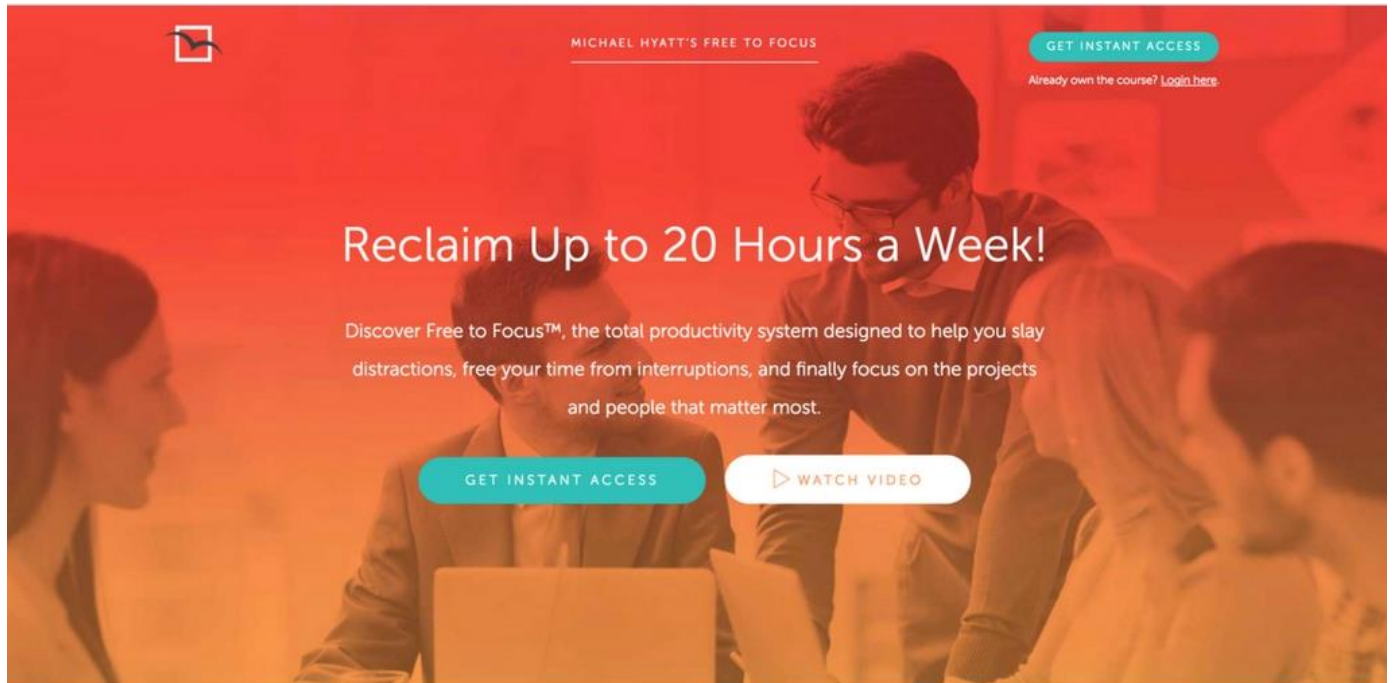 MICHAEL HYATT'S FREE TO FOCUS
GET INSTANT ACCESS
Already own the course? Login here.
Reclaim Up to 20 Hours a Week!
Discover Free to Focus™, the total productivity system designed to help you slay
distractions, free your time from interruptions, and finally focus on the projects
and people that matter most.
GET INSTANT ACCESS
WATCH VIDEO